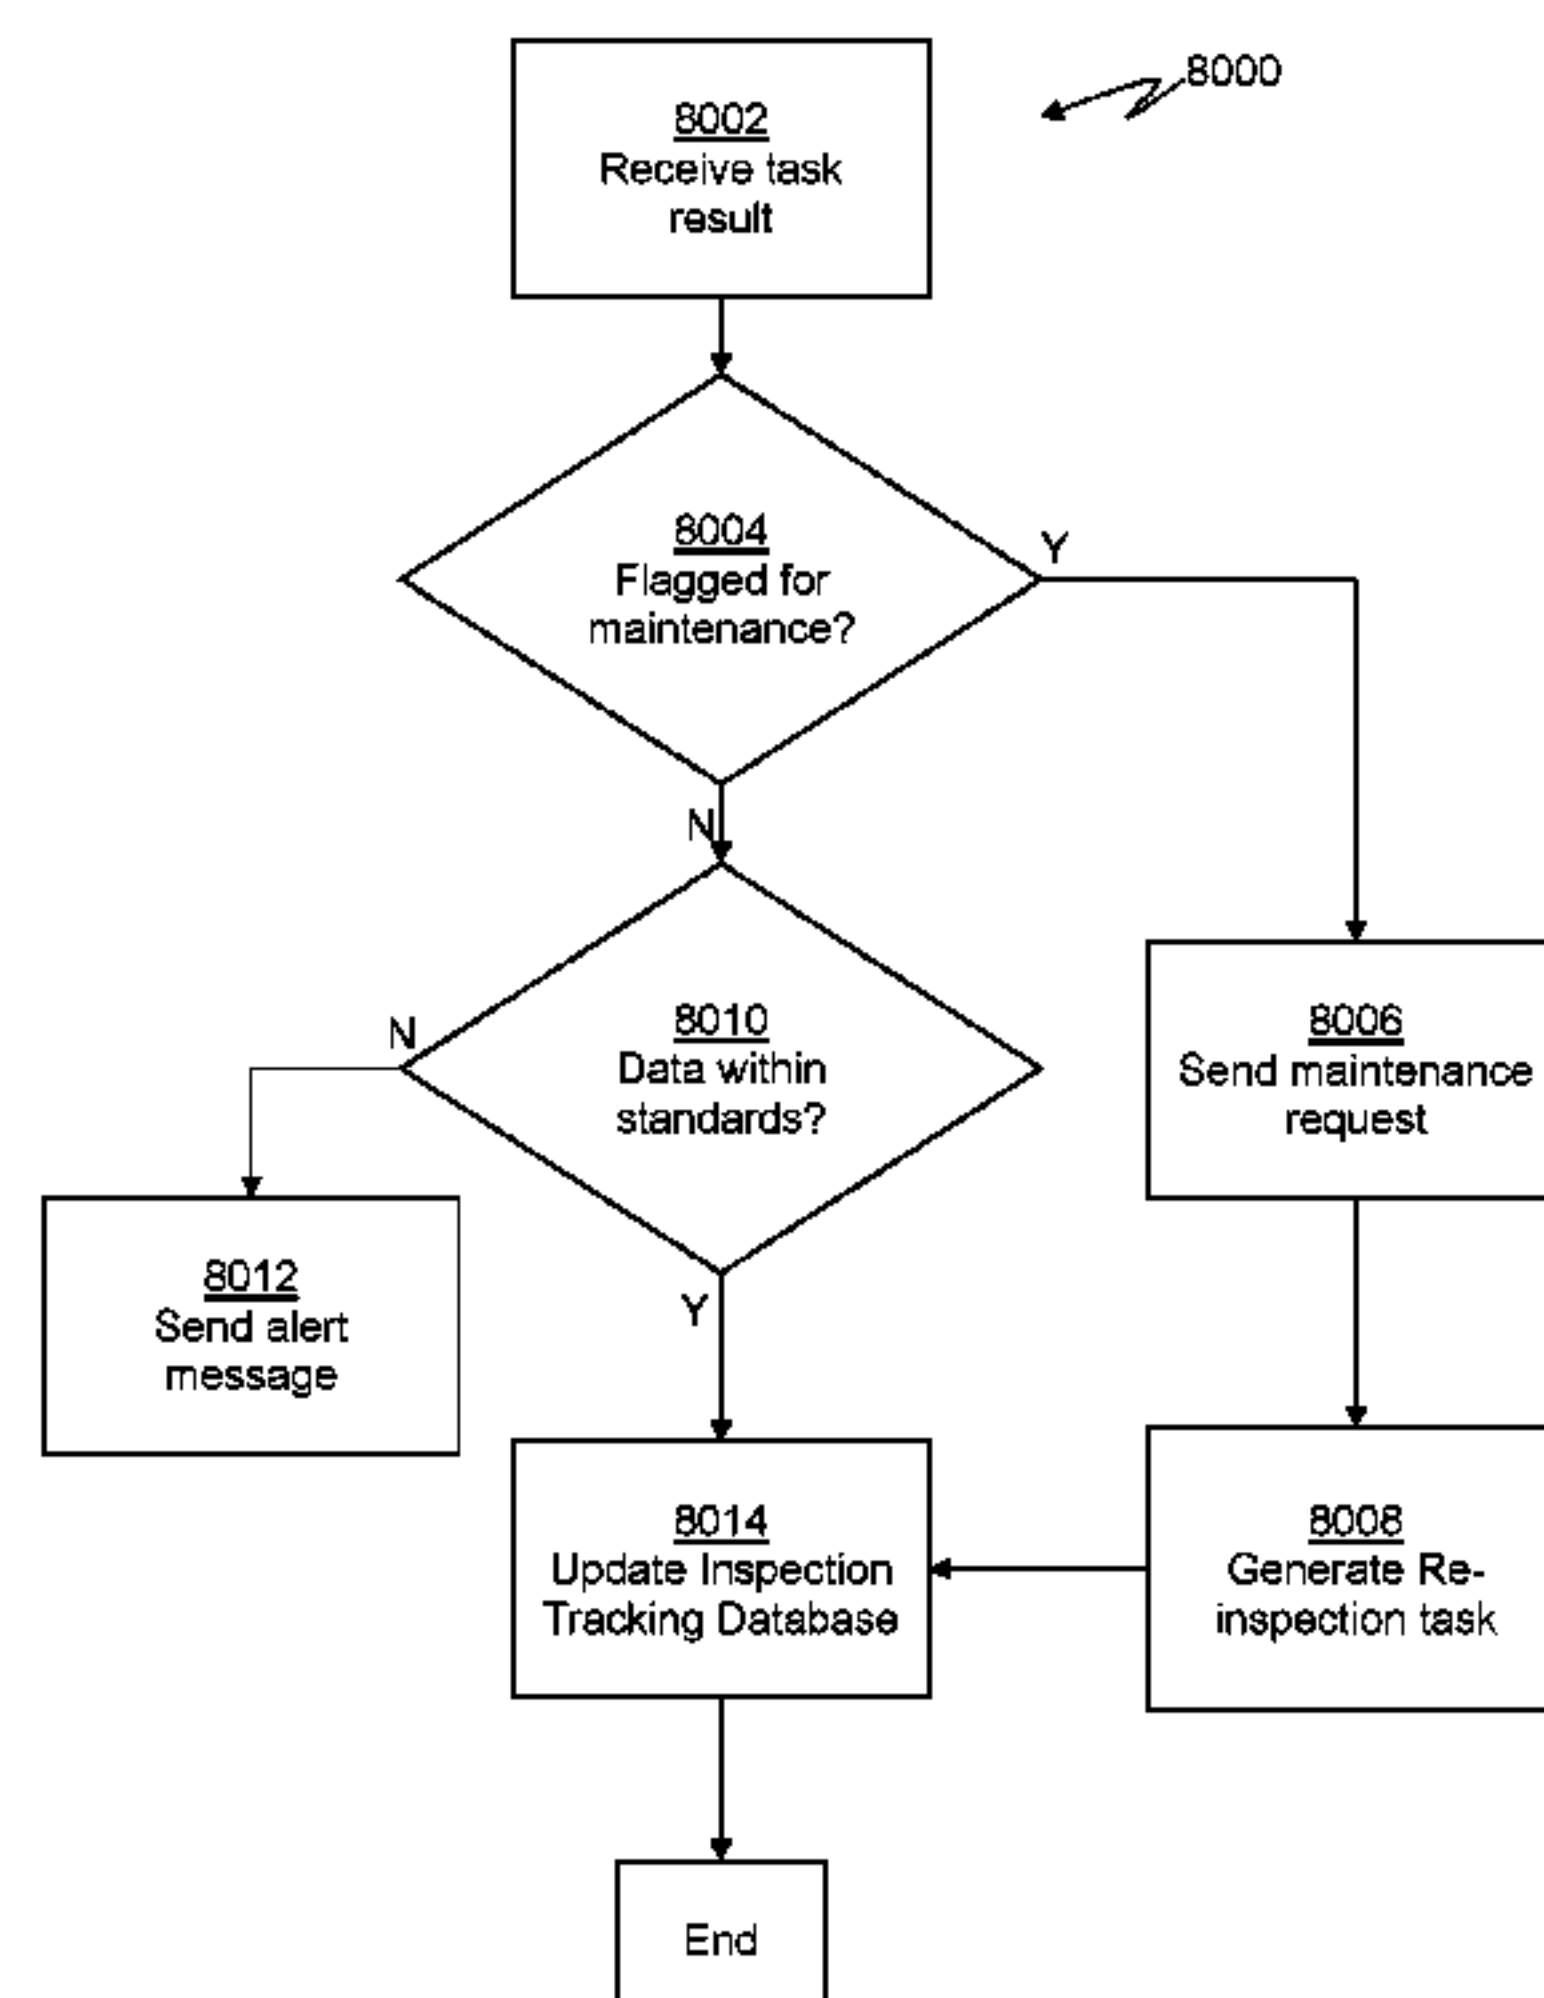 8000
8002
Receive task
result
8004
Flagged for
maintenance?
Y
N
8010
Data within
standards?
N
Y
8006
Send maintenance
request
8012
Send alert
message
8014
Update Inspection
Tracking Database
8008
Generate Re-
inspection task
End